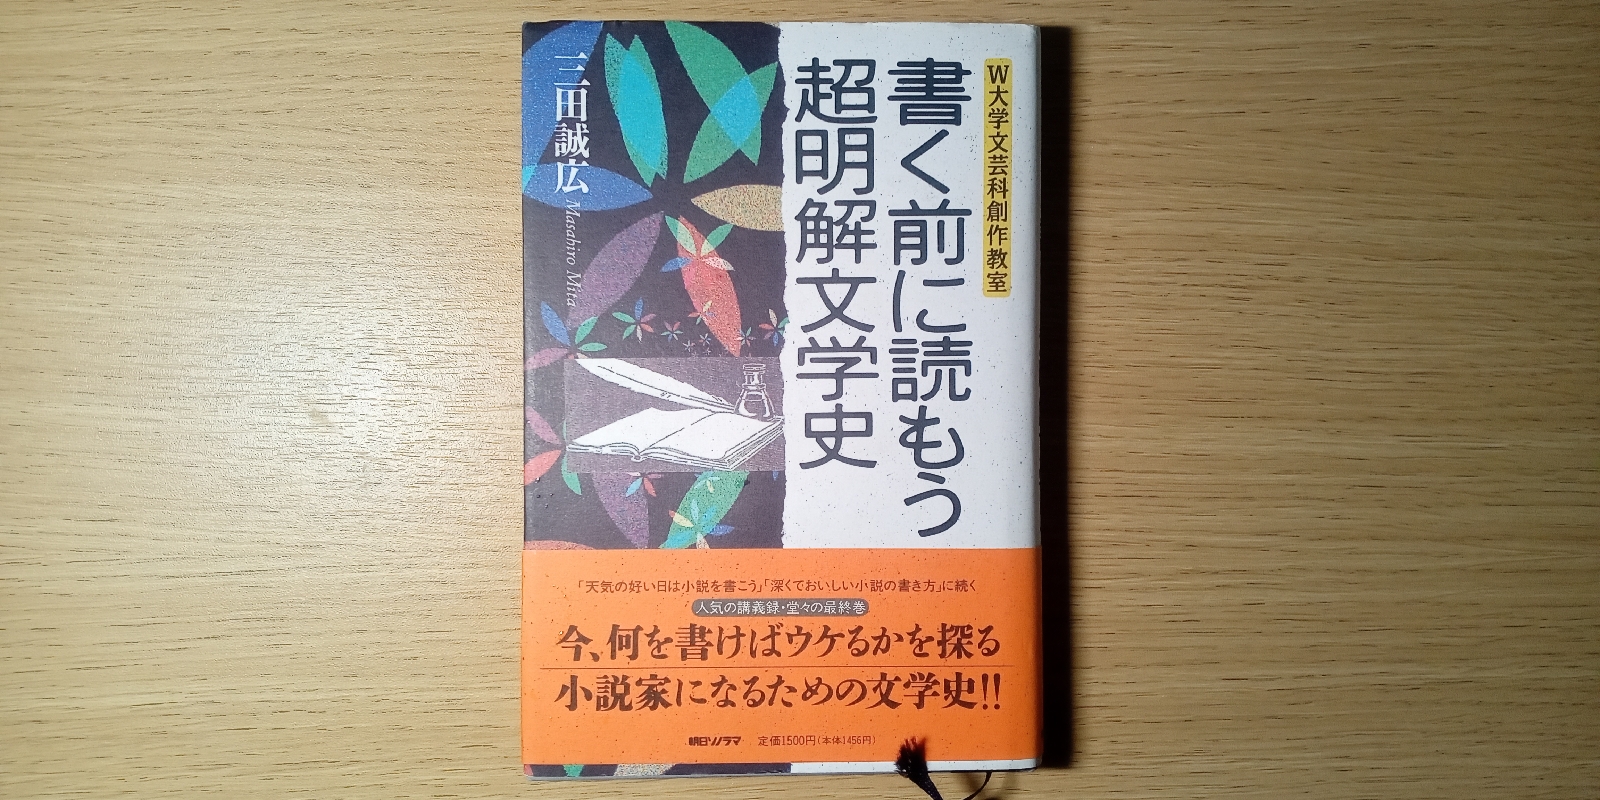 W大学文芸科創作教室
書く前に読もう
超明解文学史
三田誠広 Masahiro Mita
「天気の好い日は小説を書こう」「深くておいしい小説の書き方」に続く
人気の講義録・堂々の最終巻
今、何を書けばウケるかを探る
小説家になるための文学史!!
朝日ソノラマ 定価1500円(本体1456円)